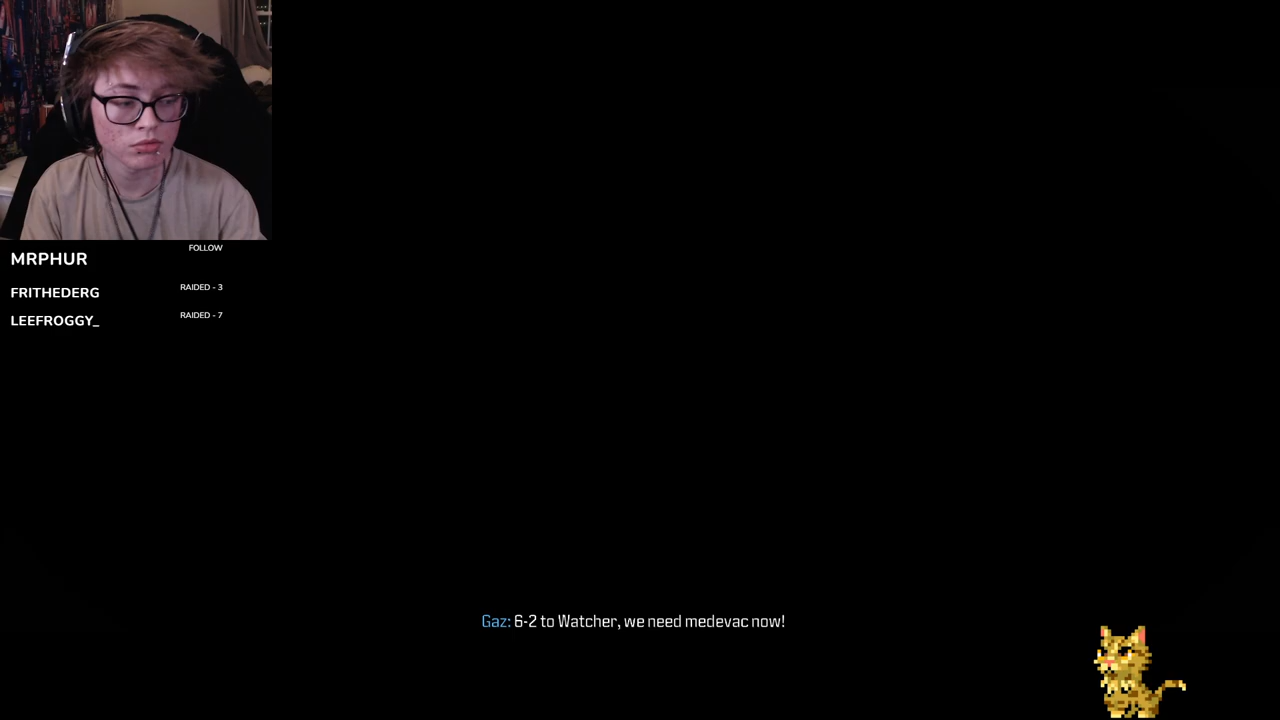 FOLLOW
MRPHUR
RAIDED - 3
FRITHEDERG
RAIDED - 7
LEEFROGGY_
Gaz: 6-2 to Watcher, we need medevac now!